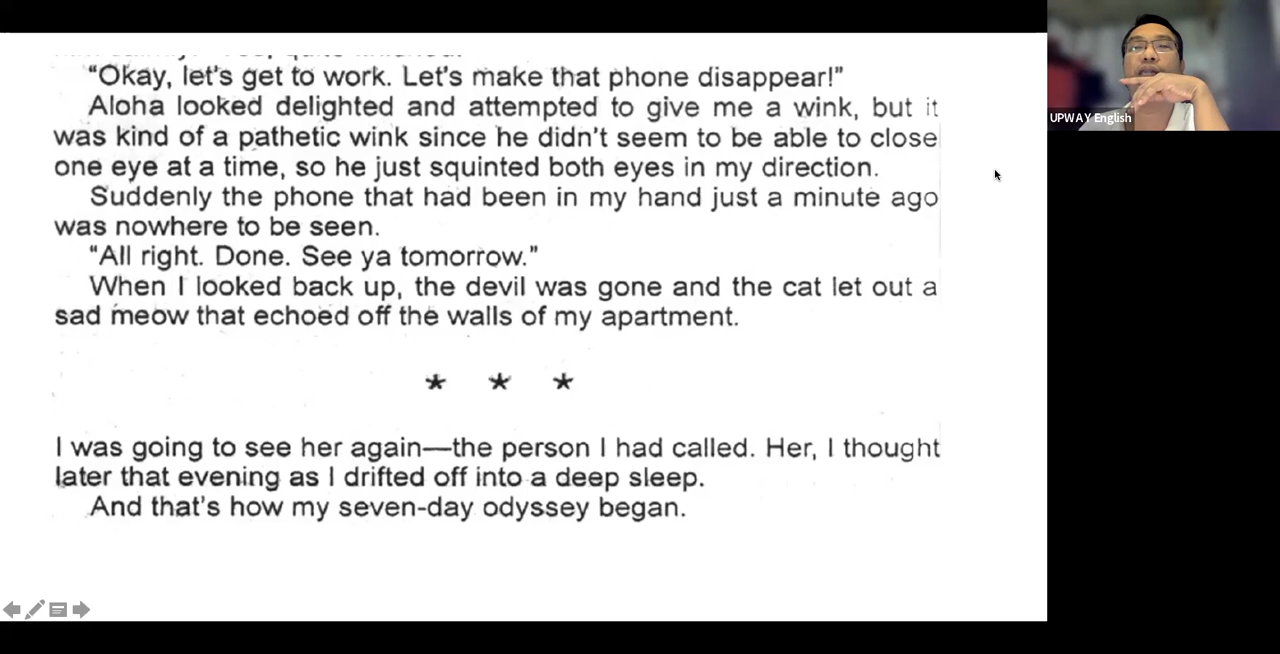 “Okay, let's get to work. Let's make that phone disappear!”
Aloha looked delighted and attempted to give me a wink, but it
was kind of a pathetic wink since he didn't seem to be able to close
one eye at a time, so he just squinted both eyes in my direction.
Suddenly the phone that had been in my hand just a minute ago
was nowhere to be seen.
“All right. Done. See ya tomorrow.”
When I looked back up, the devil was gone and the cat let out a
sad meow that echoed off the walls of my apartment.
* * *
I was going to see her again—the person I had called. Her, I thought
later that evening as I drifted off into a deep sleep.
And that's how my seven-day odyssey began.
UPWAY English